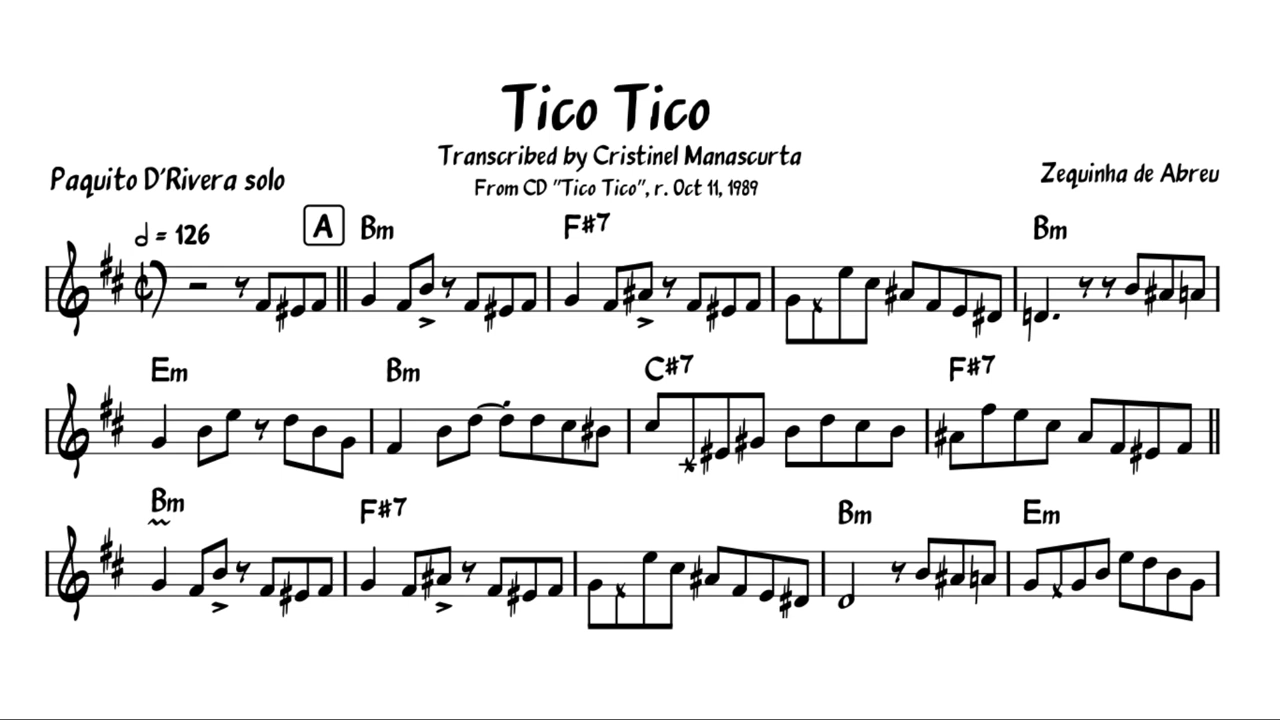 Tico Tico
Transcribed by Cristinel Manascurta
Paquito D'Rivera solo
From CD "Tico Tico", r. Oct 11, 1989
Zequinha de Abreu
𝅗𝅥 = 126
A Bm F#7 Bm
Em Bm C#7 F#7
Bm F#7 Bm Em